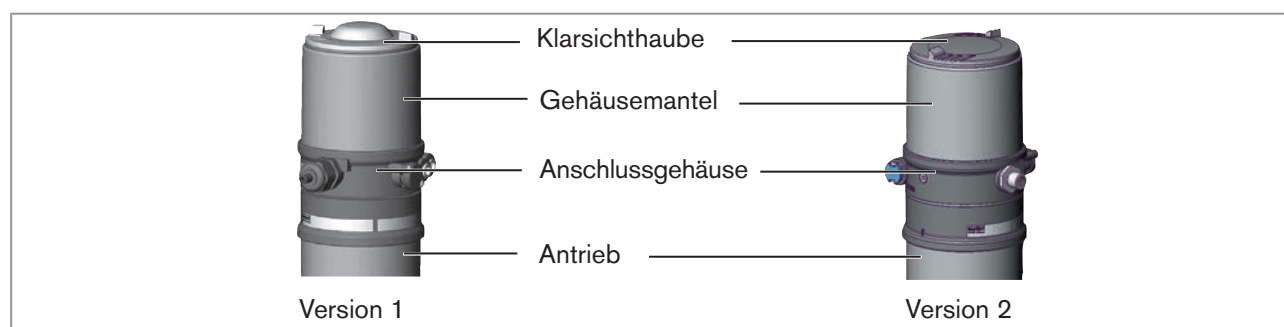 Klarsichthaube
Gehäusemantel
Anschlussgehäuse
Antrieb
Version 1
Version 2